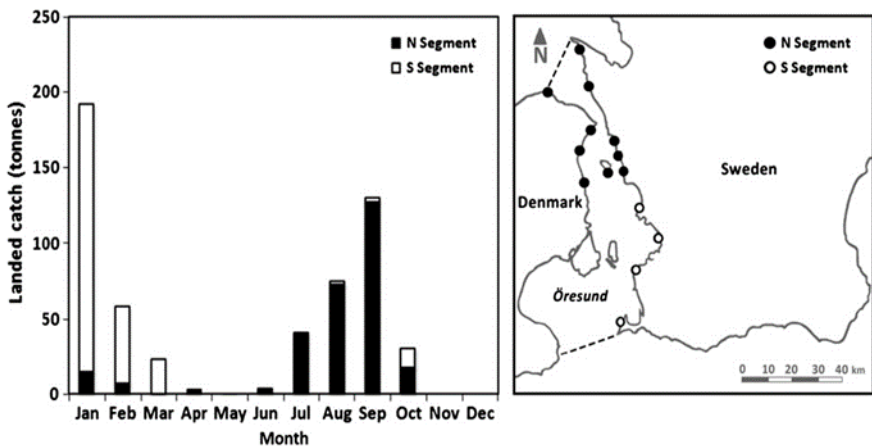 Landed catch (tonnes)
250
200
150
100
50
0
N Segment
S Segment
Jan Feb Mar Apr May Jun Jul Aug Sep Oct Nov Dec
Month
N
N Segment
S Segment
Sweden
Denmark
Öresund
0 10 20 30 40 km